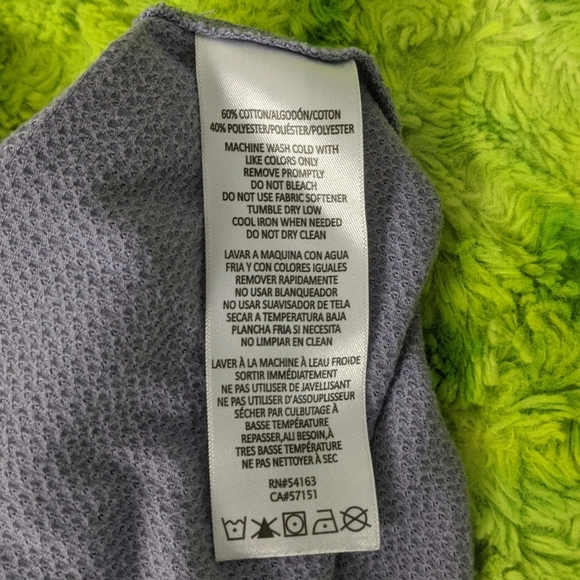 60% COTTON/ALGODÓN/COTON
40% POLYESTER/POLIÉSTER/POLYESTER
MACHINE WASH COLD WITH
LIKE COLORS ONLY
REMOVE PROMPTLY
DO NOT BLEACH
DO NOT USE FABRIC SOFTENER
TUMBLE DRY LOW
COOL IRON WHEN NEEDED
DO NOT DRY CLEAN
LAVAR A MAQUINA CON AGUA
FRIA Y CON COLORES IGUALES
REMOVER RAPIDAMENTE
NO USAR BLANQUEADOR
NO USAR SUAVISADOR DE TELA
SECAR A TEMPERATURA BAJA
PLANCHA FRIA SI NECESITA
NO LIMPIAR EN CLEAN
LAVER À LA MACHINE À LEAU FROIDE
SORTIR IMMÉDIATEMENT
NE PAS UTILISER DE JAVELLISANT
NE PAS UTILISER D'ASSOUPLISSEUR
SÉCHER PAR CULBUTAGE À
BASSE TEMPÉRATURE
REPASSER,ALI BESOIN,À
TRES BASSE TEMPÉRATURE
NE PAS NETTOYER À SEC
RN#54163
CA#57151